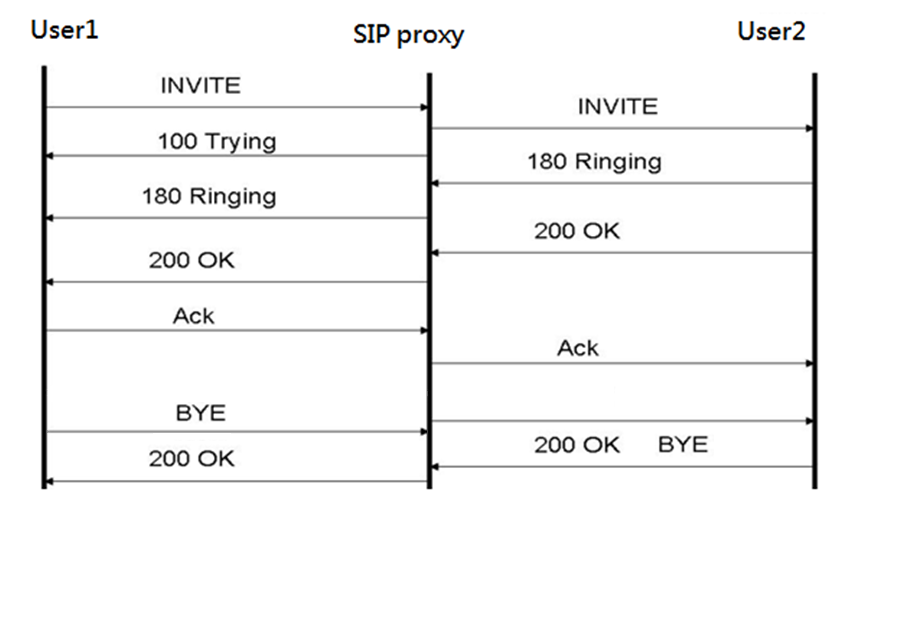 User1
SIP proxy
User2
INVITE
INVITE
100 Trying
180 Ringing
180 Ringing
200 OK
200 OK
Ack
Ack
BYE
200 OK BYE
200 OK